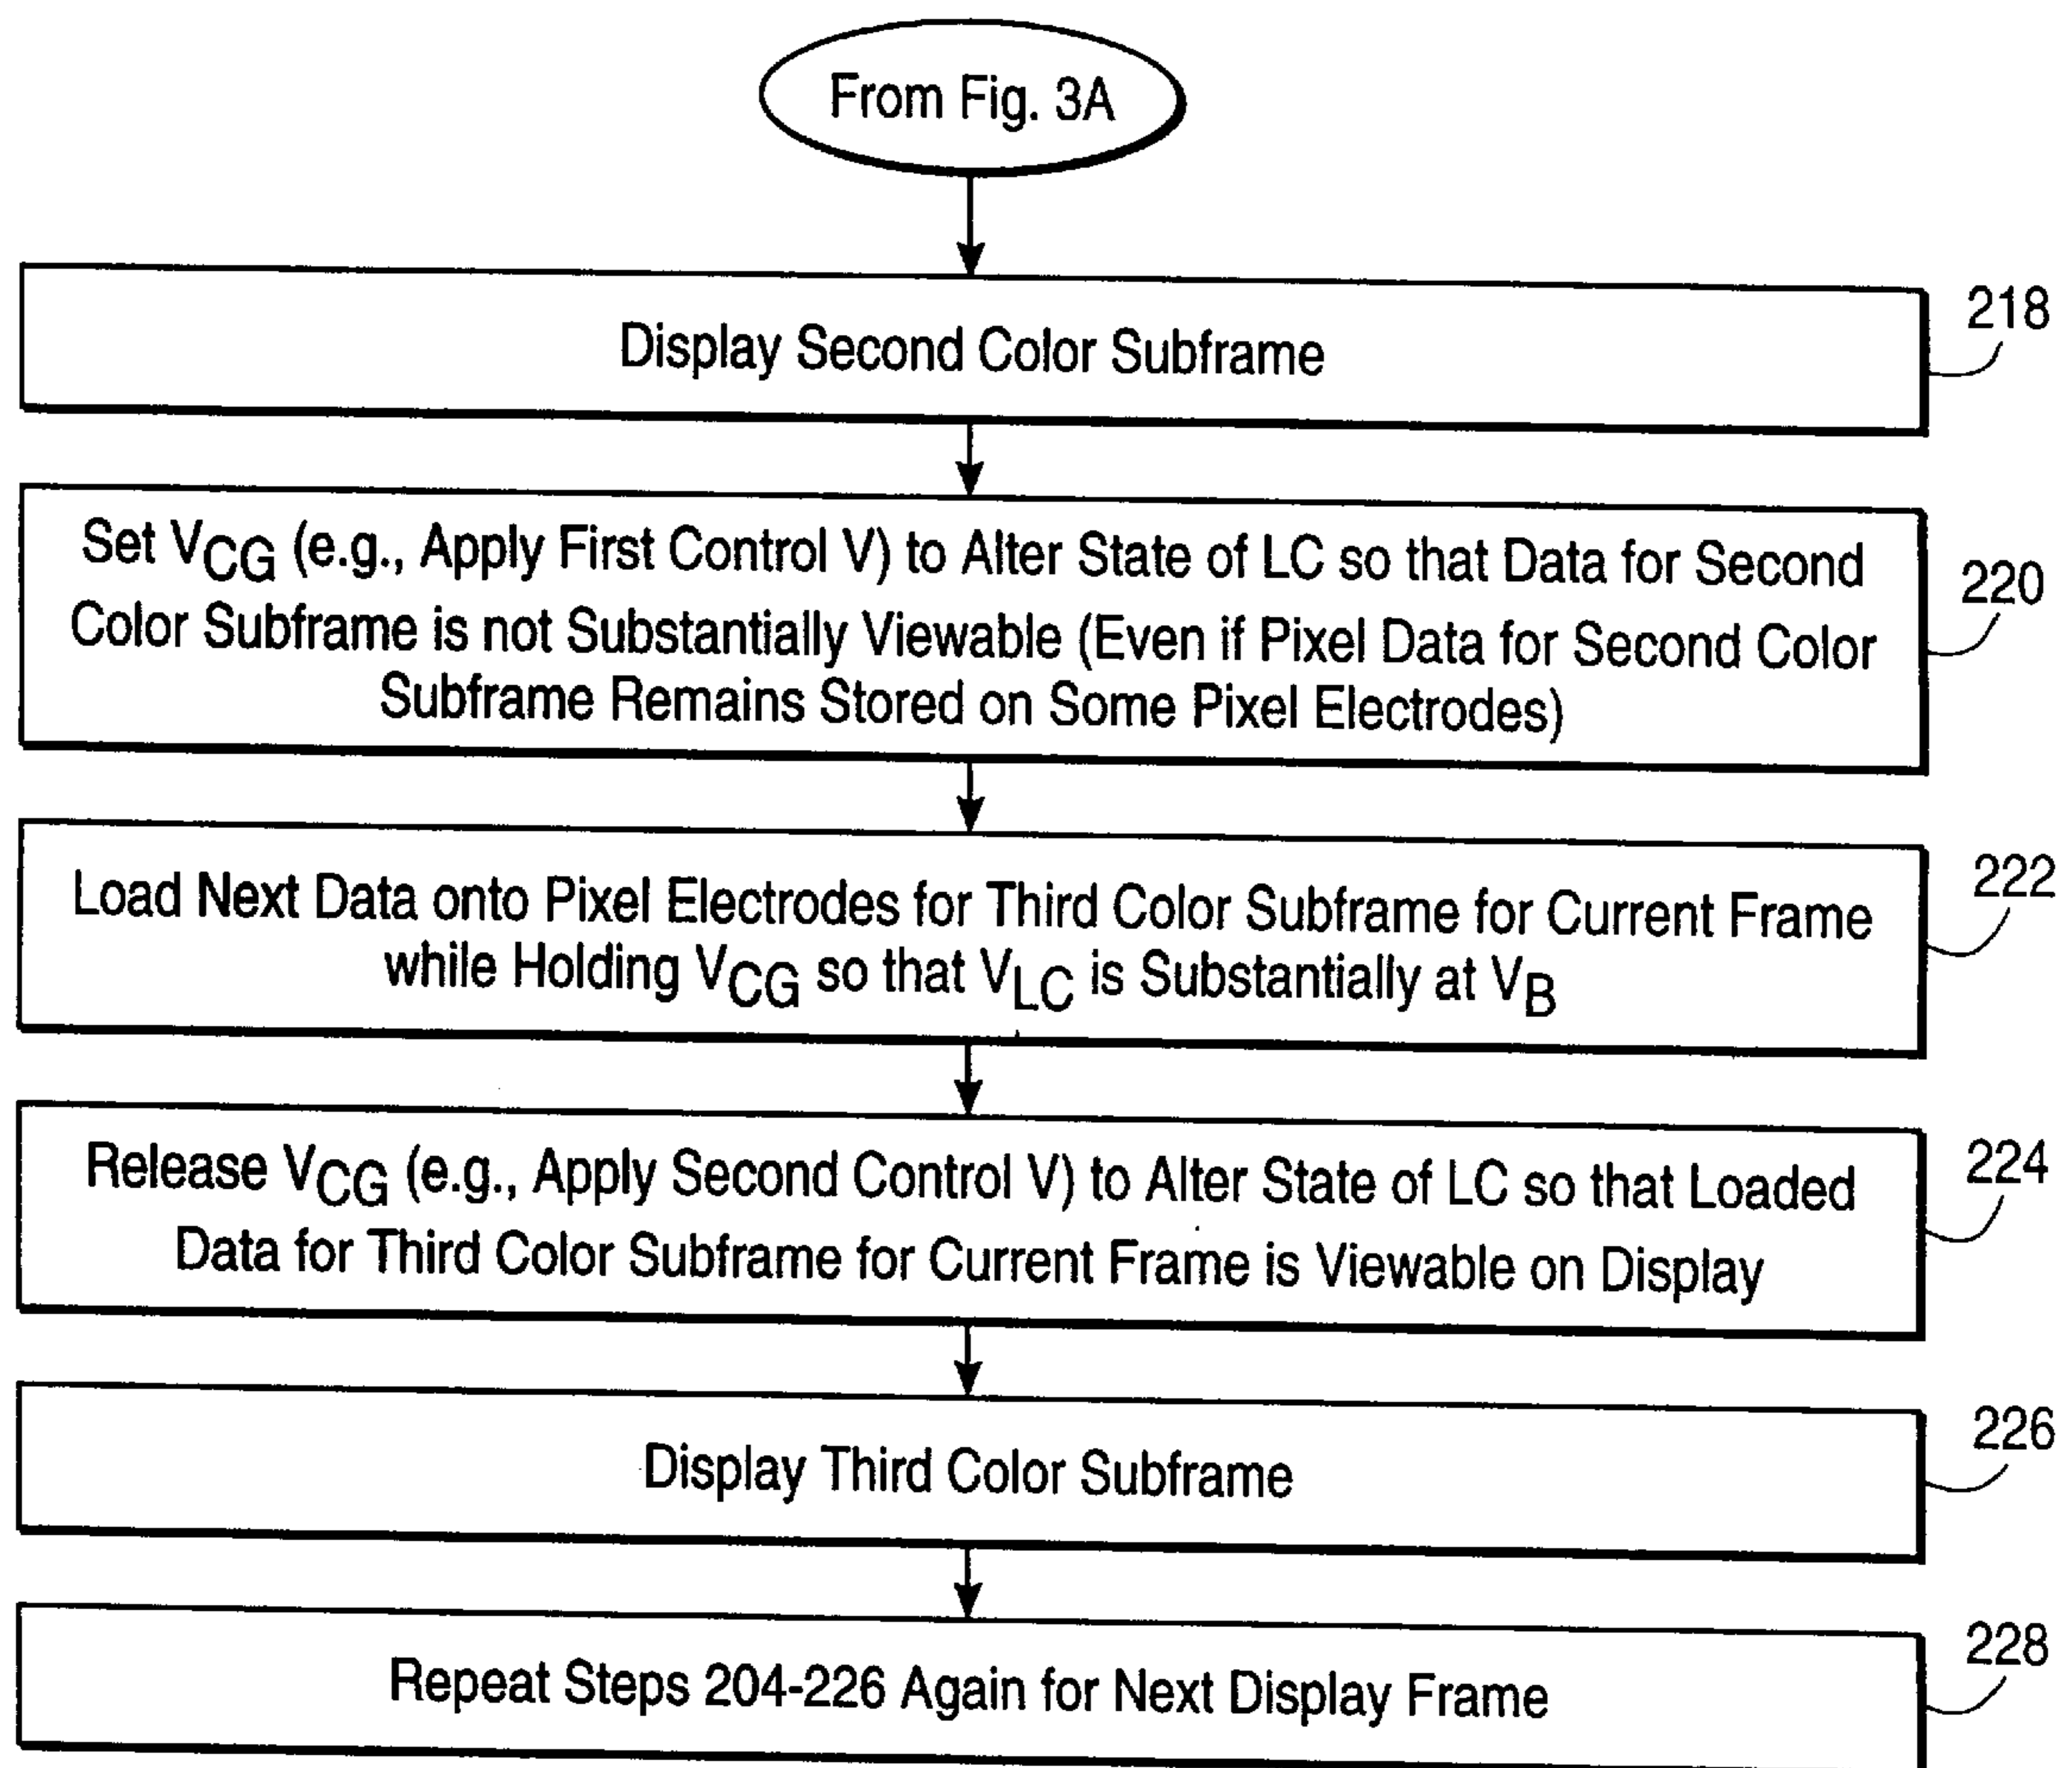 From Fig. 3A
Display Second Color Subframe
218
Set VCG (e.g., Apply First Control V) to Alter State of LC so that Data for Second
Color Subframe is not Substantially Viewable (Even if Pixel Data for Second Color
Subframe Remains Stored on Some Pixel Electrodes)
220
Load Next Data onto Pixel Electrodes for Third Color Subframe for Current Frame
while Holding VCG so that VLC is Substantially at VB
222
Release VCG (e.g., Apply Second Control V) to Alter State of LC so that Loaded
Data for Third Color Subframe for Current Frame is Viewable on Display
224
Display Third Color Subframe
226
Repeat Steps 204-226 Again for Next Display Frame
228